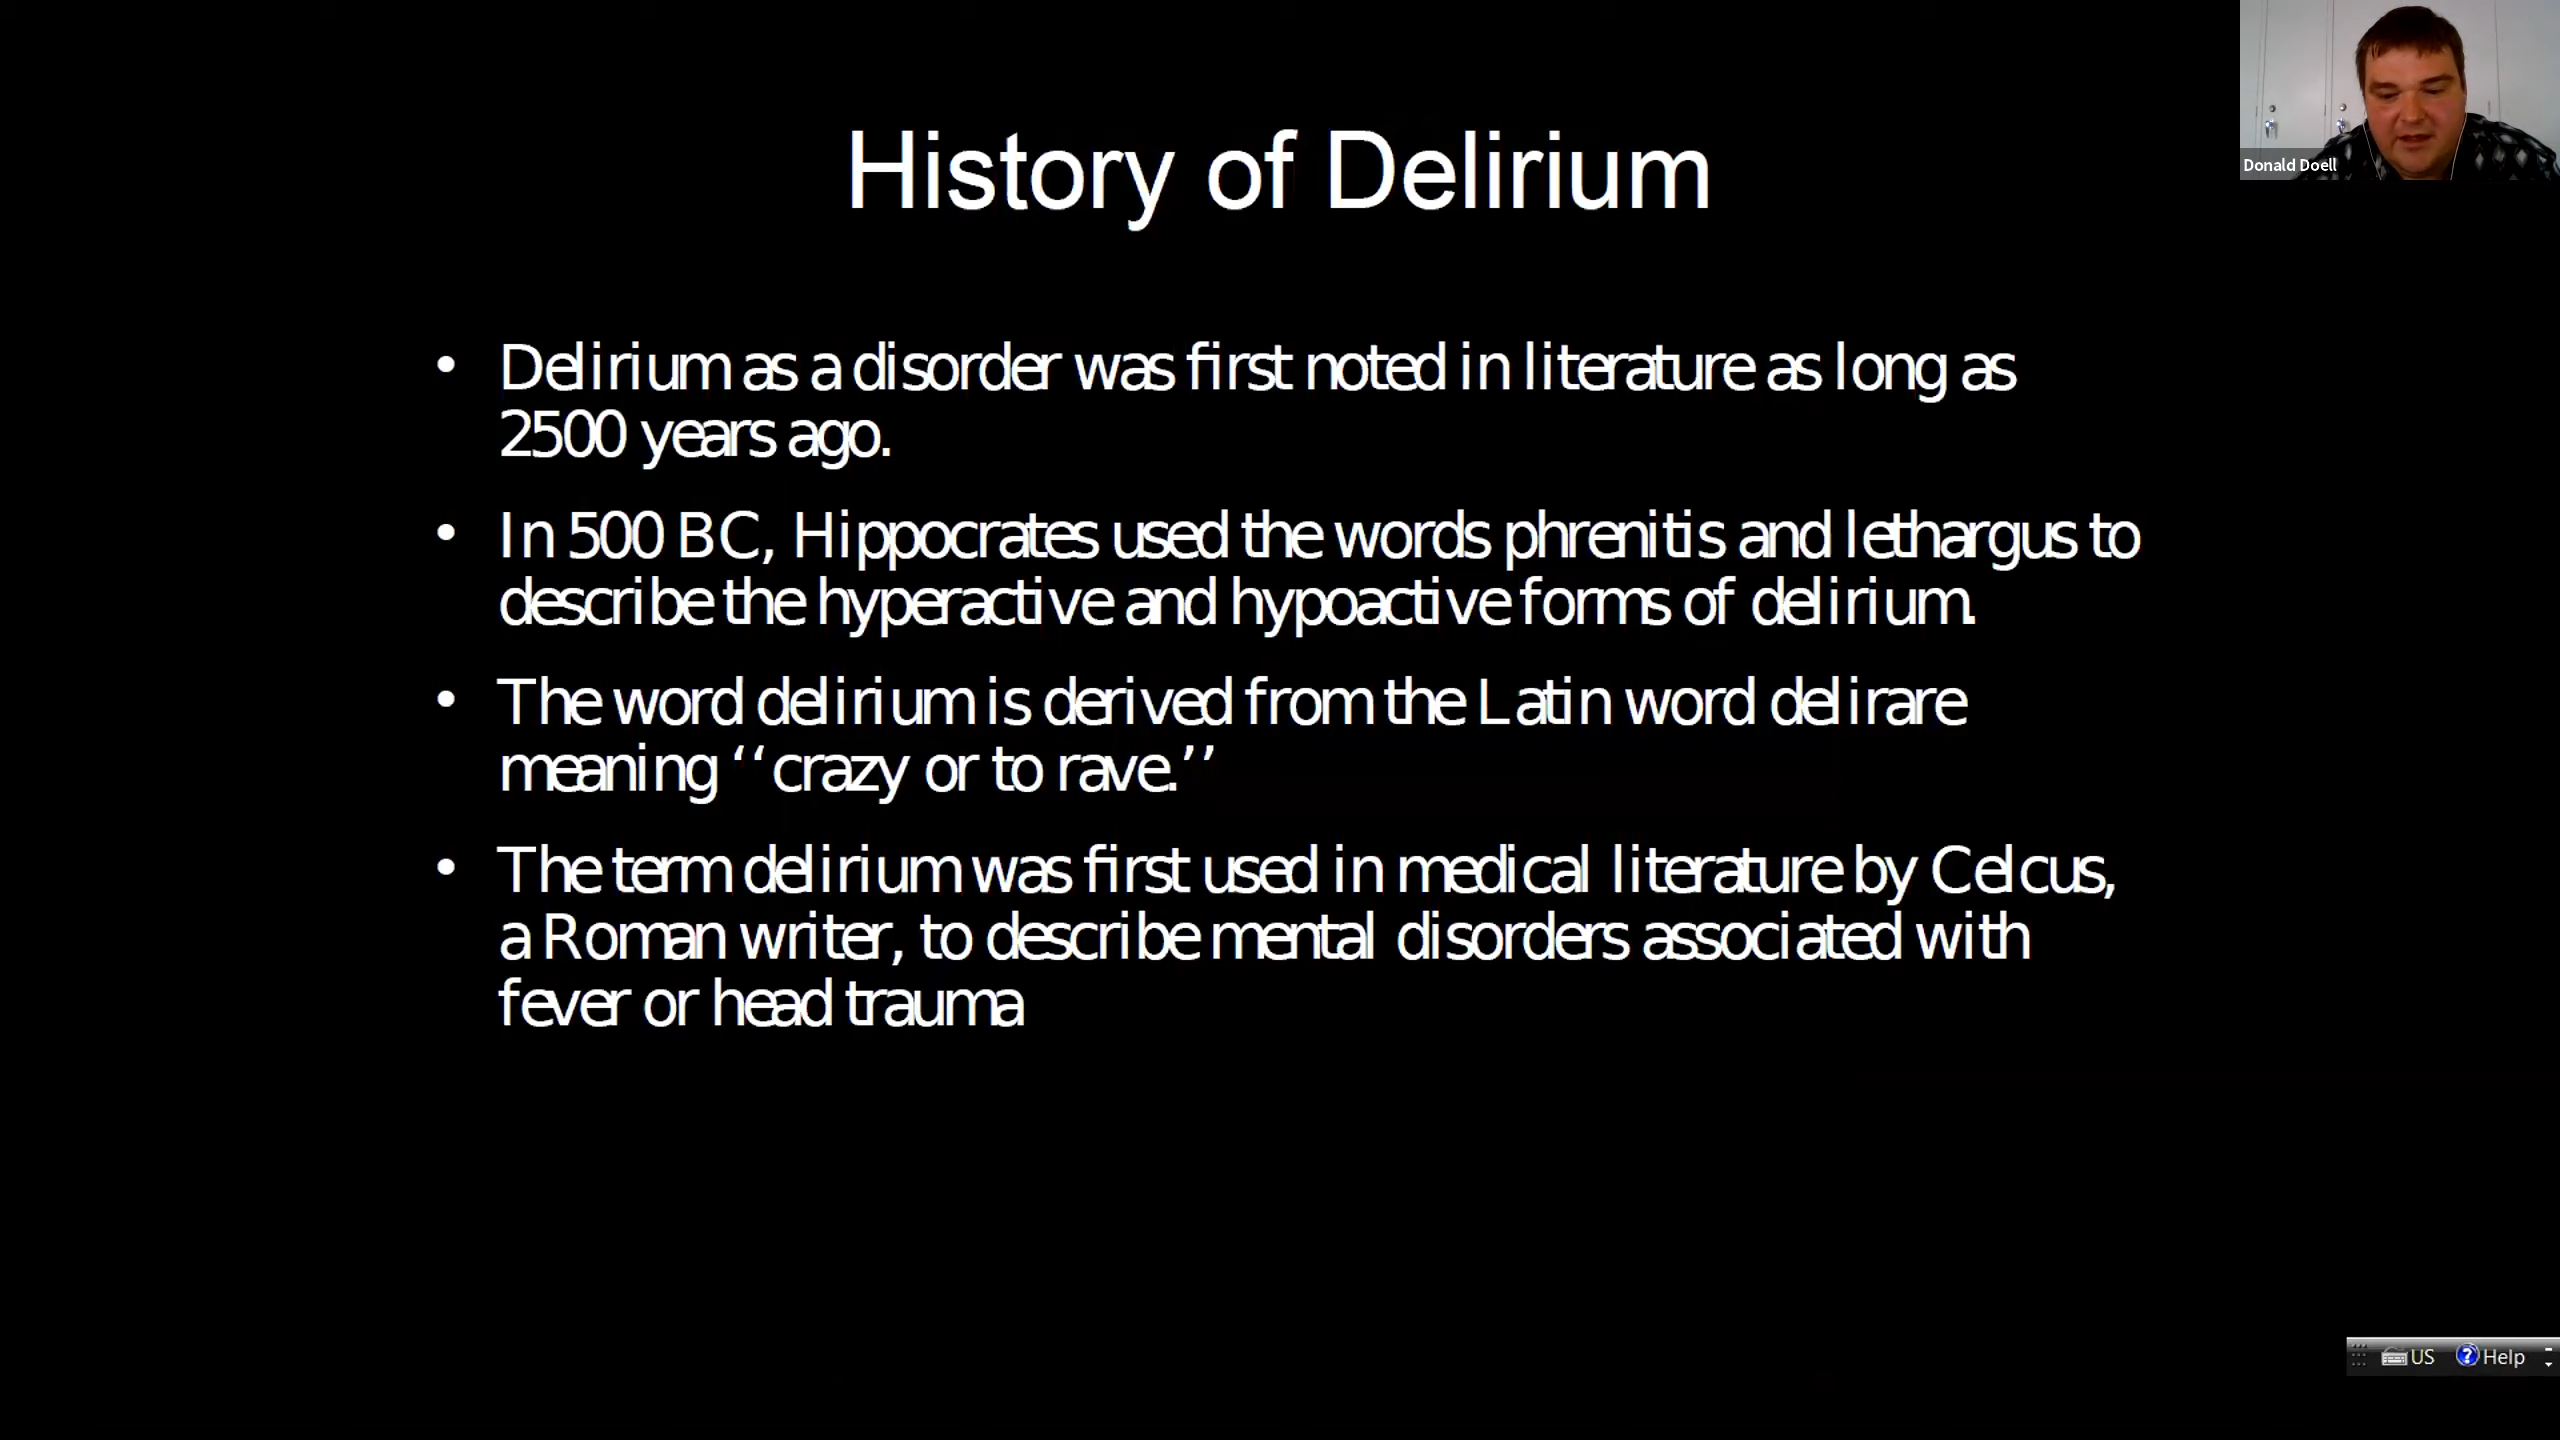 History of Delirium
Donald Doell
• Delirium as a disorder was first noted in literature as long as
2500 years ago.
• In 500 BC, Hippocrates used the words phrenitis and lethargus to
describe the hyperactive and hypoactive forms of delirium.
• The word delirium is derived from the Latin word delirare
meaning ‘‘crazy or to rave.’’
• The term delirium was first used in medical literature by Celcus,
a Roman writer, to describe mental disorders associated with
fever or head trauma
US Help